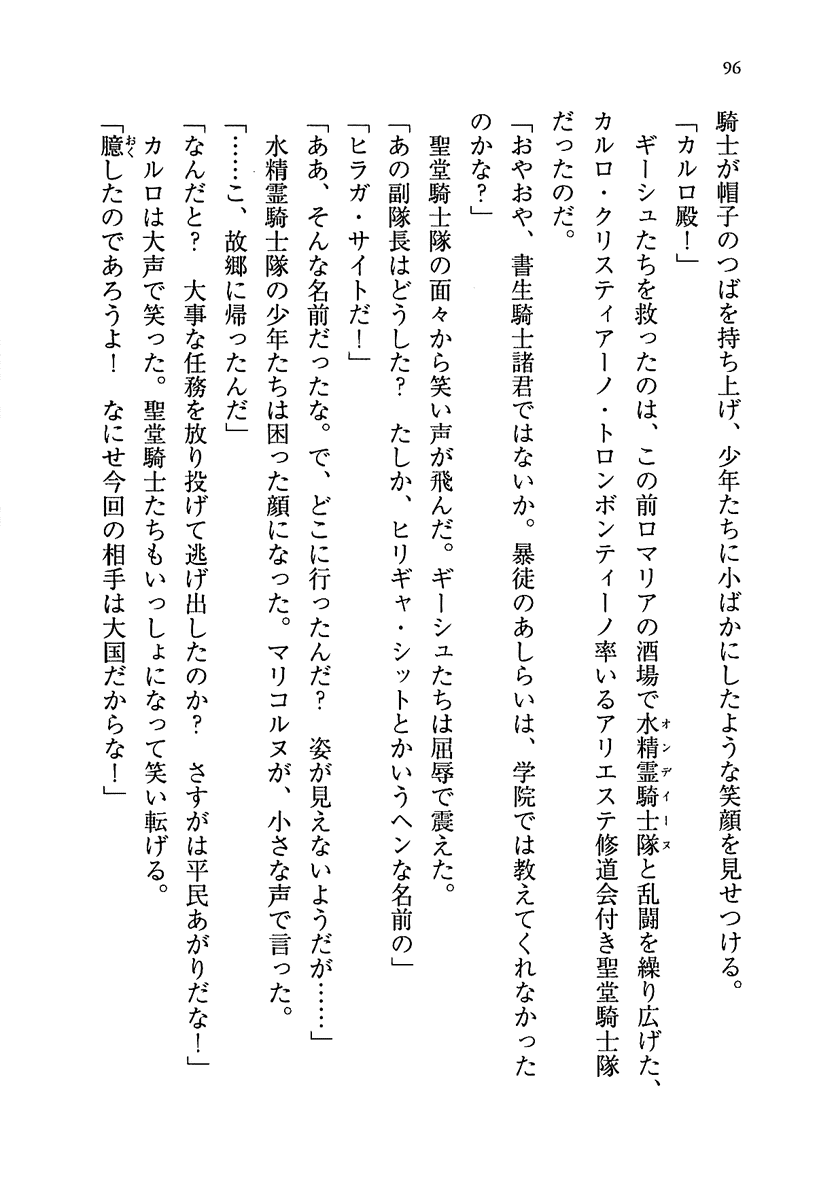 96
騎士が帽子のつばを持ち上げ、少年たちに小ばかにしたような笑顔を見せつける。
「カルロ殿！」
ギーシュたちを救ったのは、この前ロマリアの酒場で水精霊騎士隊と乱闘を繰り広げた、
オンディーヌ
カルロ・クリスティアーノ・トロンボンティーノ率いるアリエステ修道会付き聖堂騎士隊
だったのだ。
「おやおや、書生騎士諸君ではないか。暴徒のあしらいは、学院では教えてくれなかった
のかな？」
聖堂騎士隊の面々から笑い声が飛んだ。ギーシュたちは屈辱で震えた。
「あの副隊長はどうした？　たしか、ヒリギャ・シットとかいうヘンな名前の」
「ヒラガ・サイトだ！」
「ああ、そんな名前だったな。で、どこに行ったんだ？　姿が見えないようだが……」
水精霊騎士隊の少年たちは困った顔になった。マリコルヌが、小さな声で言った。
「……こ、故郷に帰ったんだ」
「なんだと？　大事な任務を放り投げて逃げ出したのか？　さすがは平民あがりだな！」
カルロは大声で笑った。聖堂騎士たちもいっしょになって笑い転げる。
「臆したのであろうよ！　なにせ今回の相手は大国だからな！」
おく